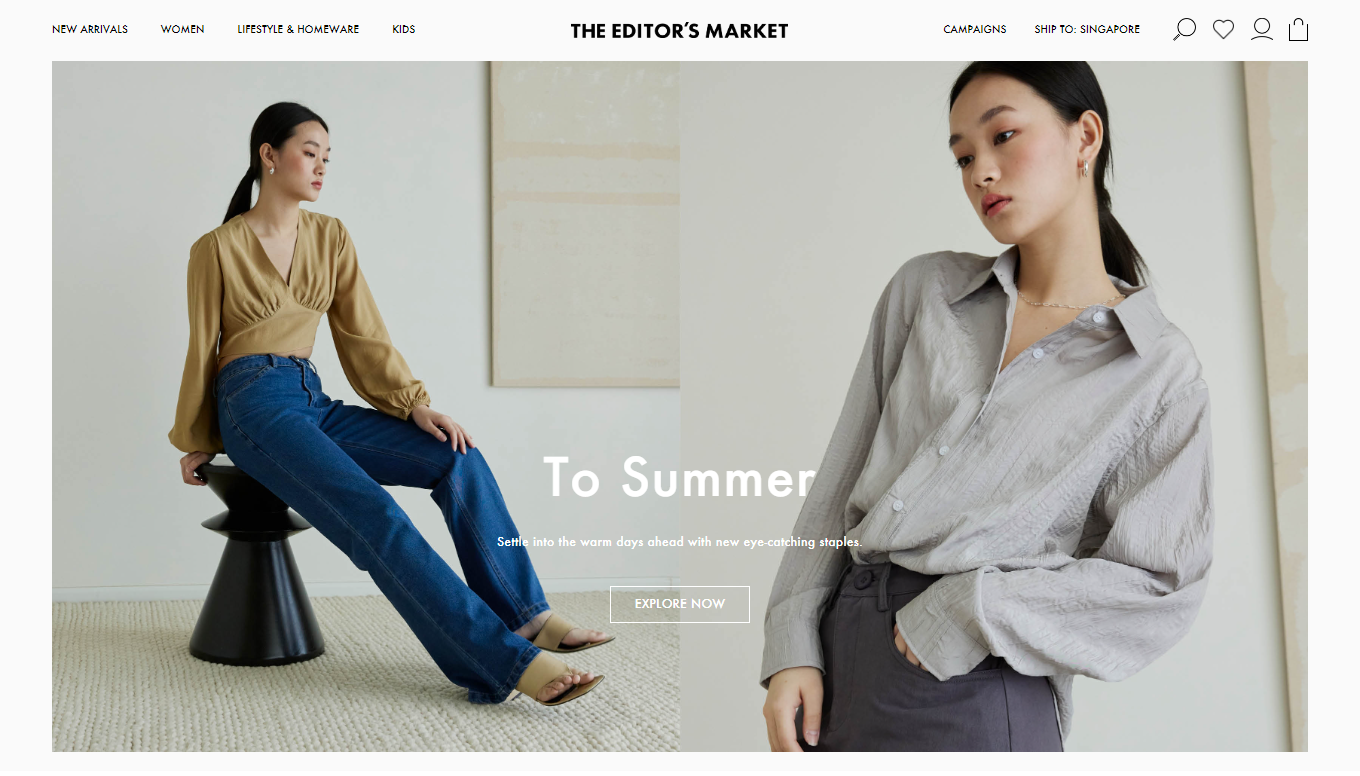 NEW ARRIVALS WOMEN LIFESTYLE & HOMEWARE KIDS THE EDITOR'S MARKET CAMPAIGNS SHIP TO: SINGAPORE
To Summer
Settle into the warm days ahead with new eye-catching staples.
EXPLORE NOW